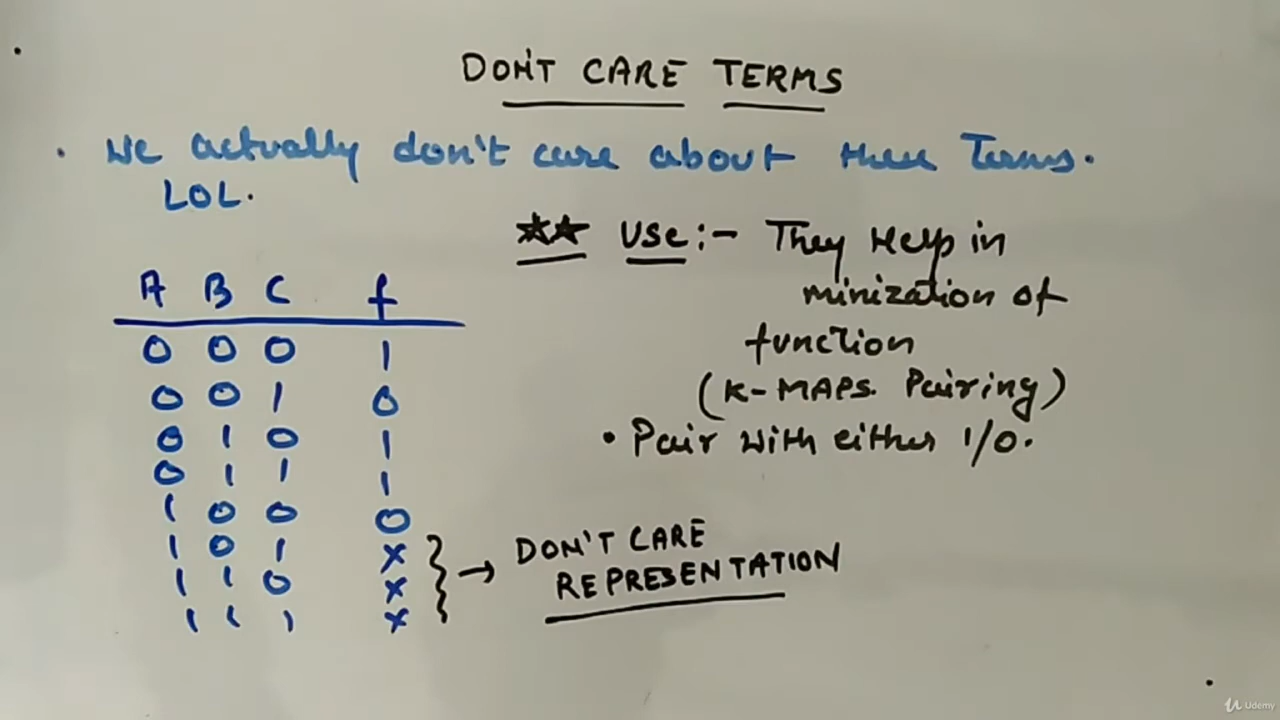 DON'T CARE TERMS
• We actually don't care about these Terms.
LOL.
★★ Use:- They Help in
minization of
function
(K-MAPs. Pairing)
• Pair with either 1/0.
A B C f
0 0 0 1
0 0 1 0
0 1 0 1
0 1 1 1
1 0 0 0
1 0 1 x
1 1 0 x
1 1 1 x
} → DON'T CARE
REPRESENTATION
Udemy